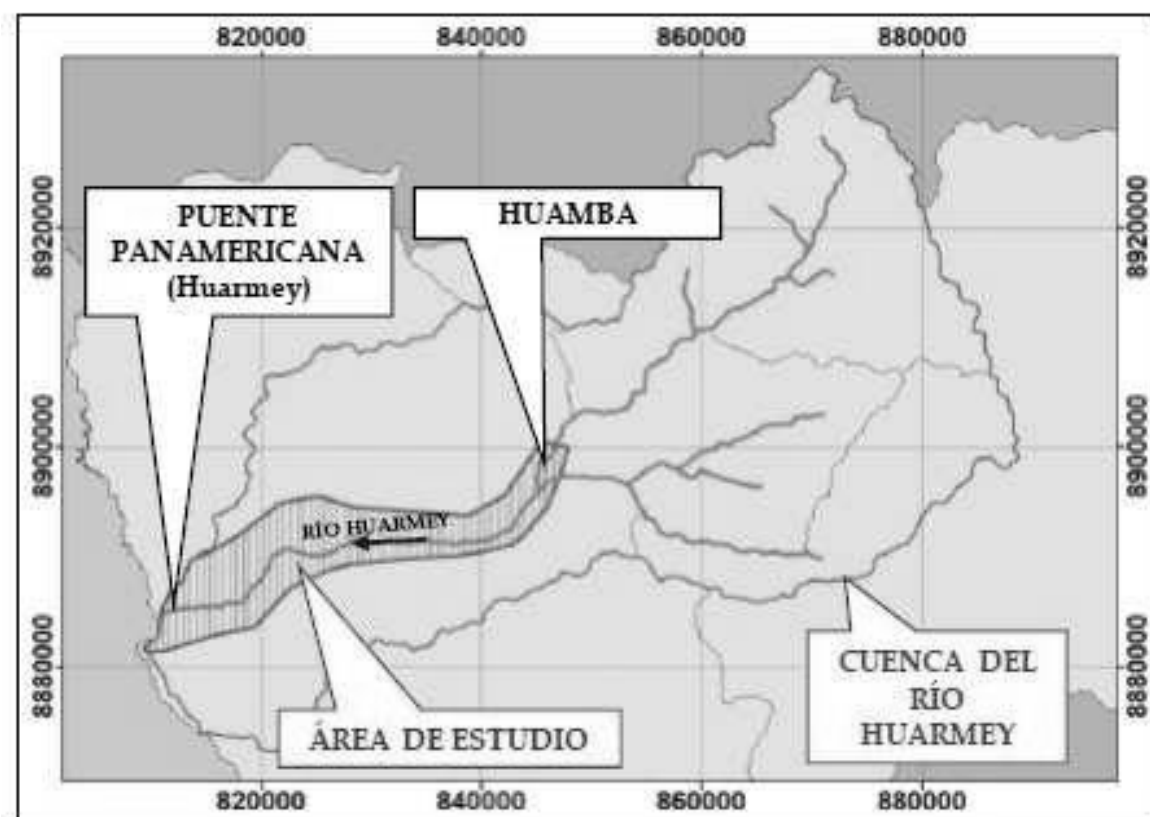 820000 840000 860000 880000
PUENTE
PANAMERICANA
(Huarmey)
HUAMBA
8920000
8920000
8900000
8900000
RÍO HUARMEY
8880000
8880000
ÁREA DE ESTUDIO
CUENCA DEL
RÍO
HUARMEY
820000 840000 860000 880000